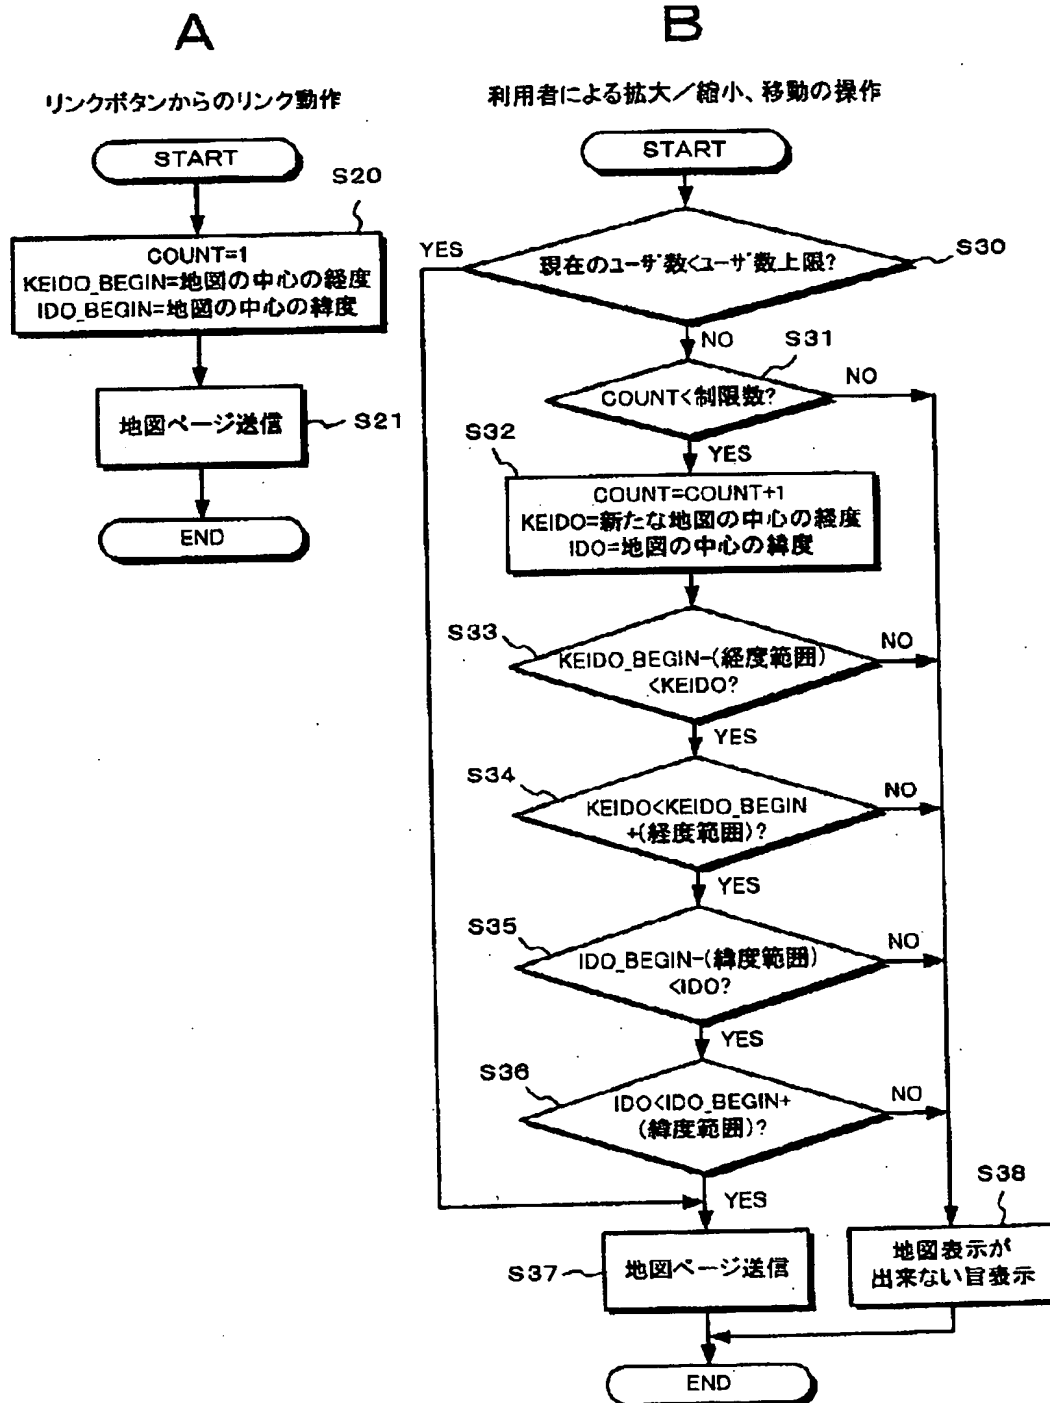 A
リンクボタンからのリンク動作
START
S20
COUNT=1
KEIDO_BEGIN=地図の中心の経度
IDO_BEGIN=地図の中心の緯度
地図ページ送信
S21
END
B
利用者による拡大／縮小、移動の操作
START
YES
現在のユーザ数<ユーザ数上限?
S30
NO
S31
COUNT<制限数?
NO
S32
YES
COUNT=COUNT+1
KEIDO=新たな地図の中心の経度
IDO=地図の中心の緯度
S33
KEIDO_BEGIN-(経度範囲)
<KEIDO?
NO
YES
S34
KEIDO<KEIDO_BEGIN
+(経度範囲)?
NO
YES
S35
IDO_BEGIN-(緯度範囲)
<IDO?
NO
YES
S36
IDO<IDO_BEGIN+
(緯度範囲)?
NO
YES
S38
S37
地図ページ送信
地図表示が
出来ない旨表示
END